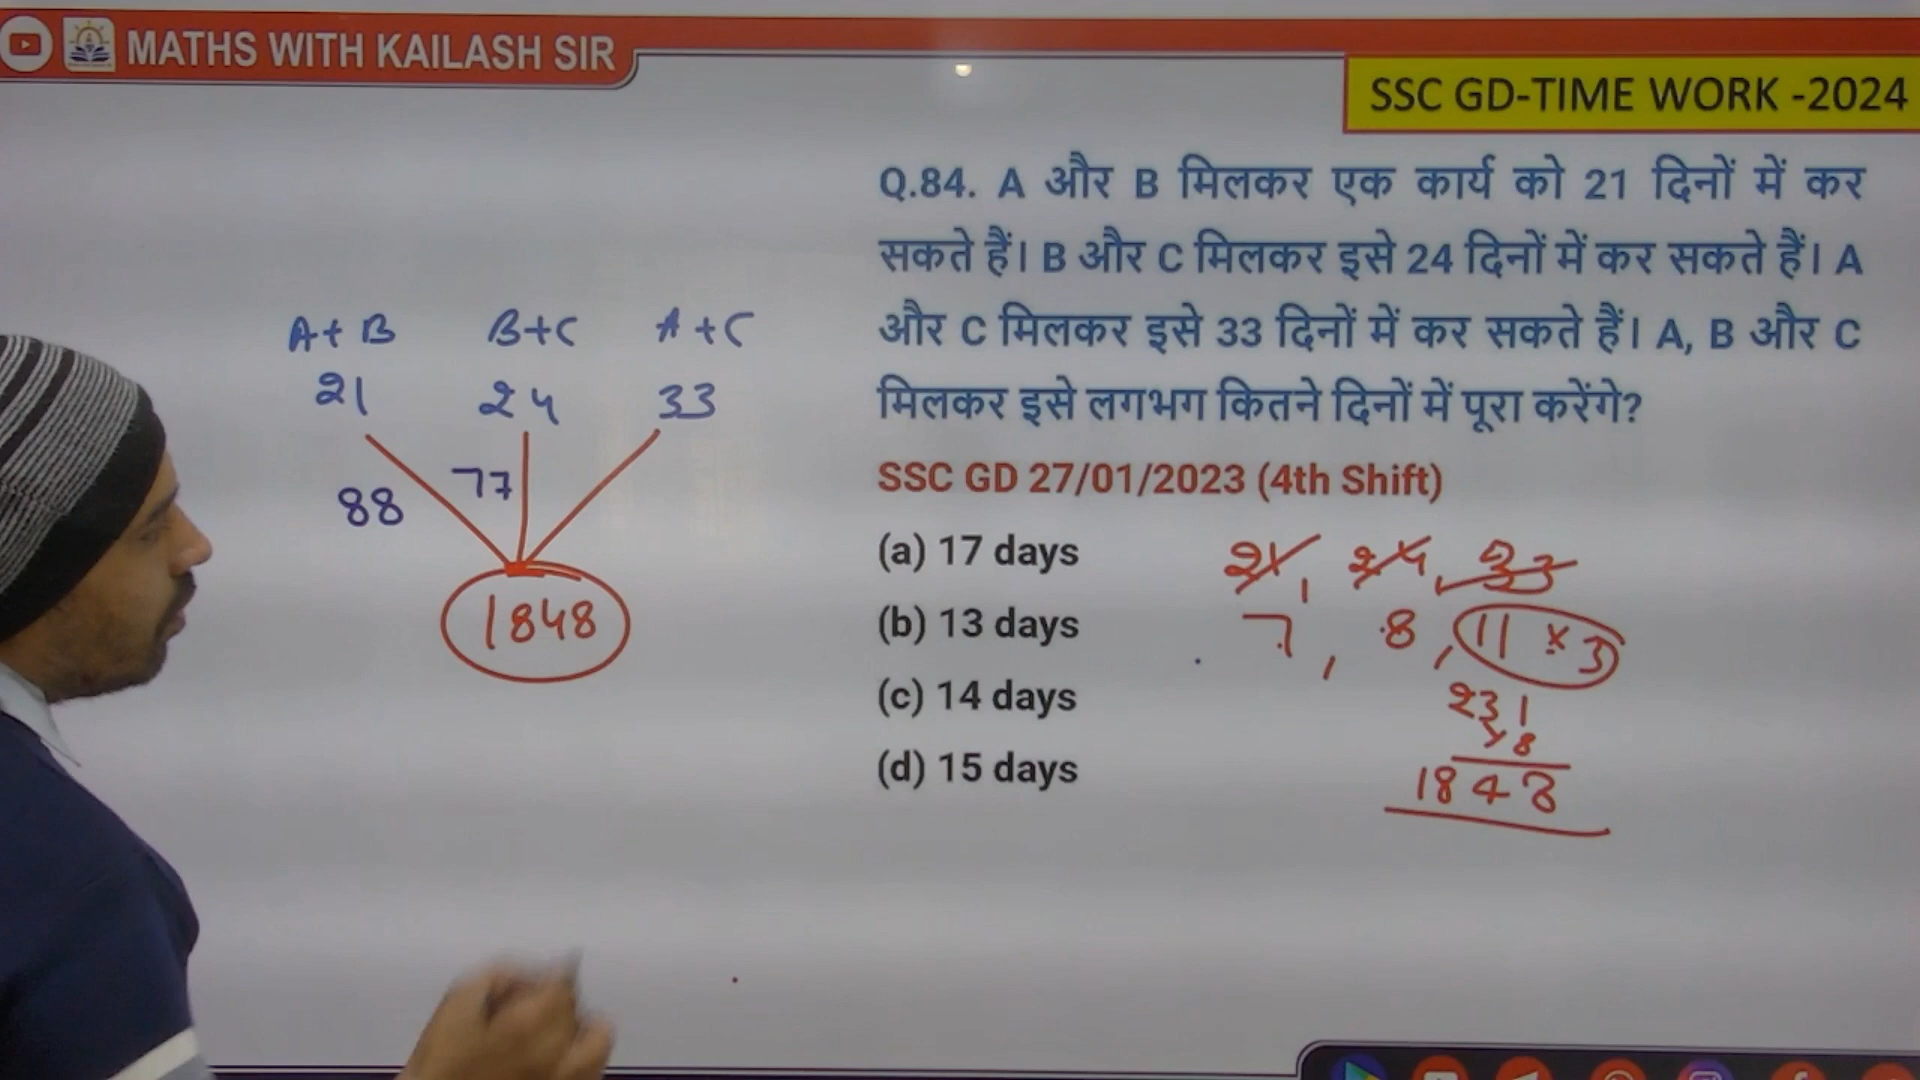 MATHS WITH KAILASH SIR
SSC GD-TIME WORK -2024
Q.84. A और B मिलकर एक कार्य को 21 दिनों में कर
सकते हैं। B और C मिलकर इसे 24 दिनों में कर सकते हैं। A
और C मिलकर इसे 33 दिनों में कर सकते हैं। A, B और C
मिलकर इसे लगभग कितने दिनों में पूरा करेंगे?
SSC GD 27/01/2023 (4th Shift)
(a) 17 days
(b) 13 days
(c) 14 days
(d) 15 days
A+B B+C A+C
21 24 33
88 77
1848
21, 24, 33
7, 8, 11 × 3
231
×8
1848